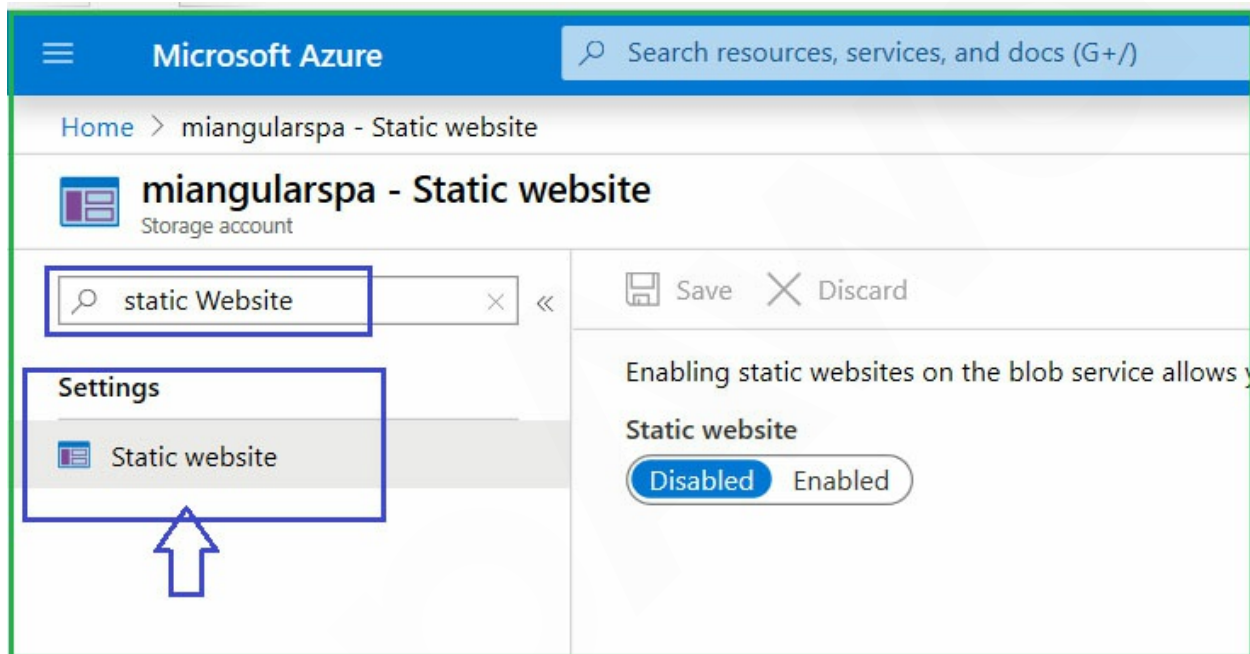 Microsoft Azure
Search resources, services, and docs (G+/)
Home > miangularspa - Static website
miangularspa - Static website
Storage account
static Website
Save
Discard
Settings
Static website
Enabling static websites on the blob service allows
Static website
Disabled
Enabled